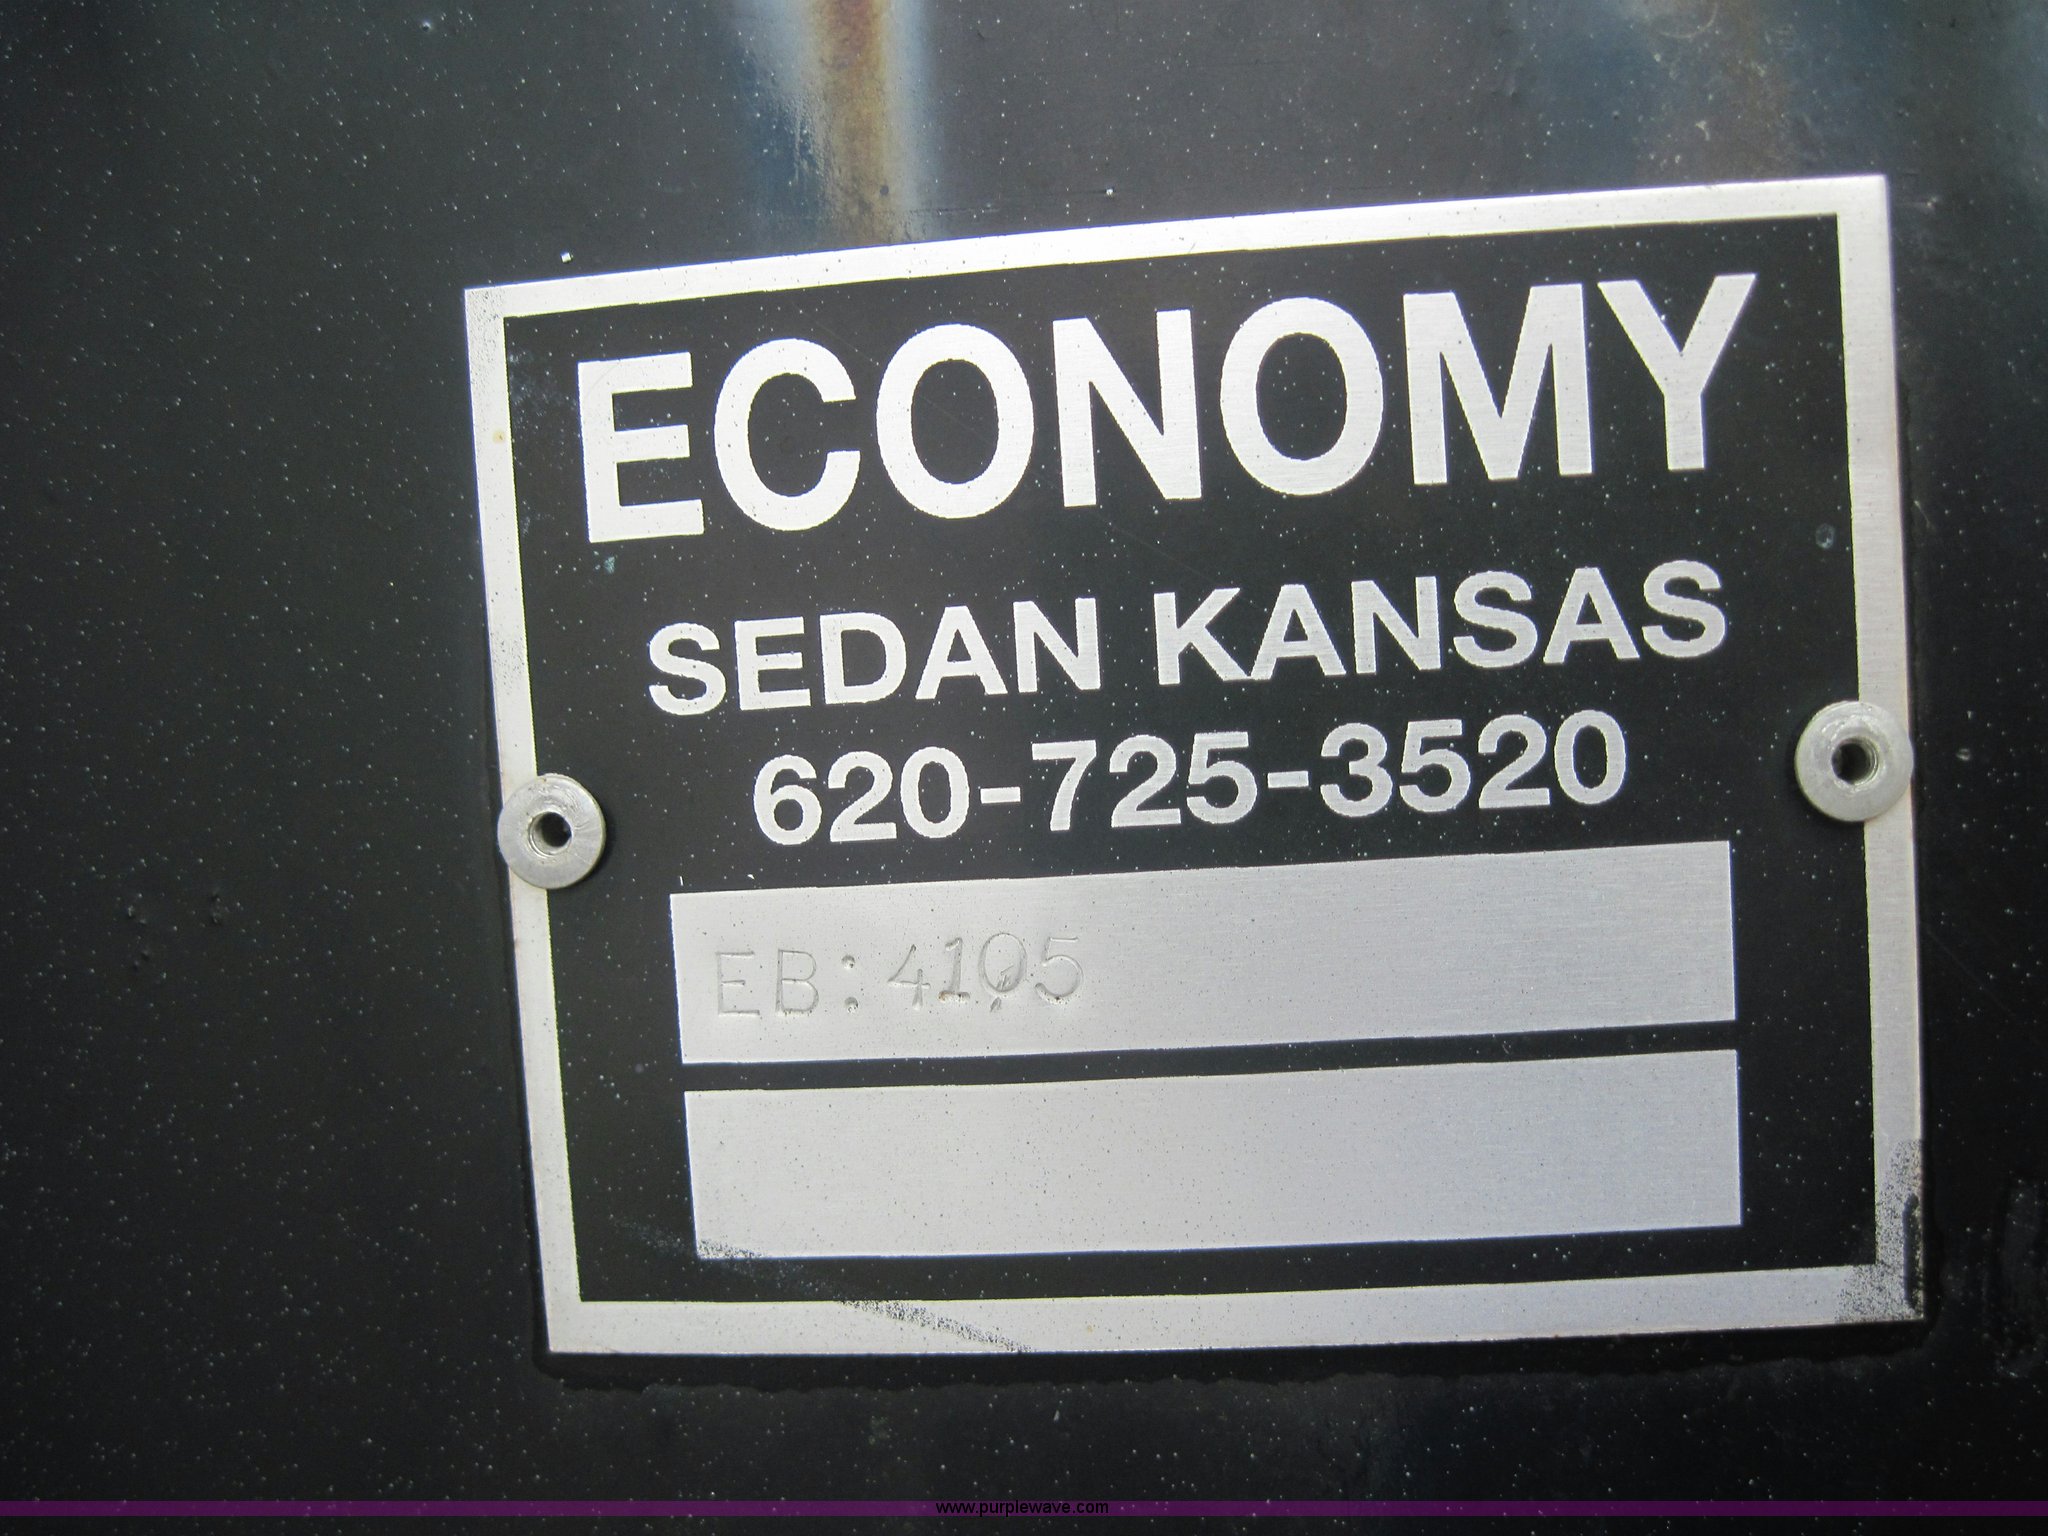 ECONOMY
SEDAN KANSAS
620-725-3520
EB:4105
www.purplewave.com